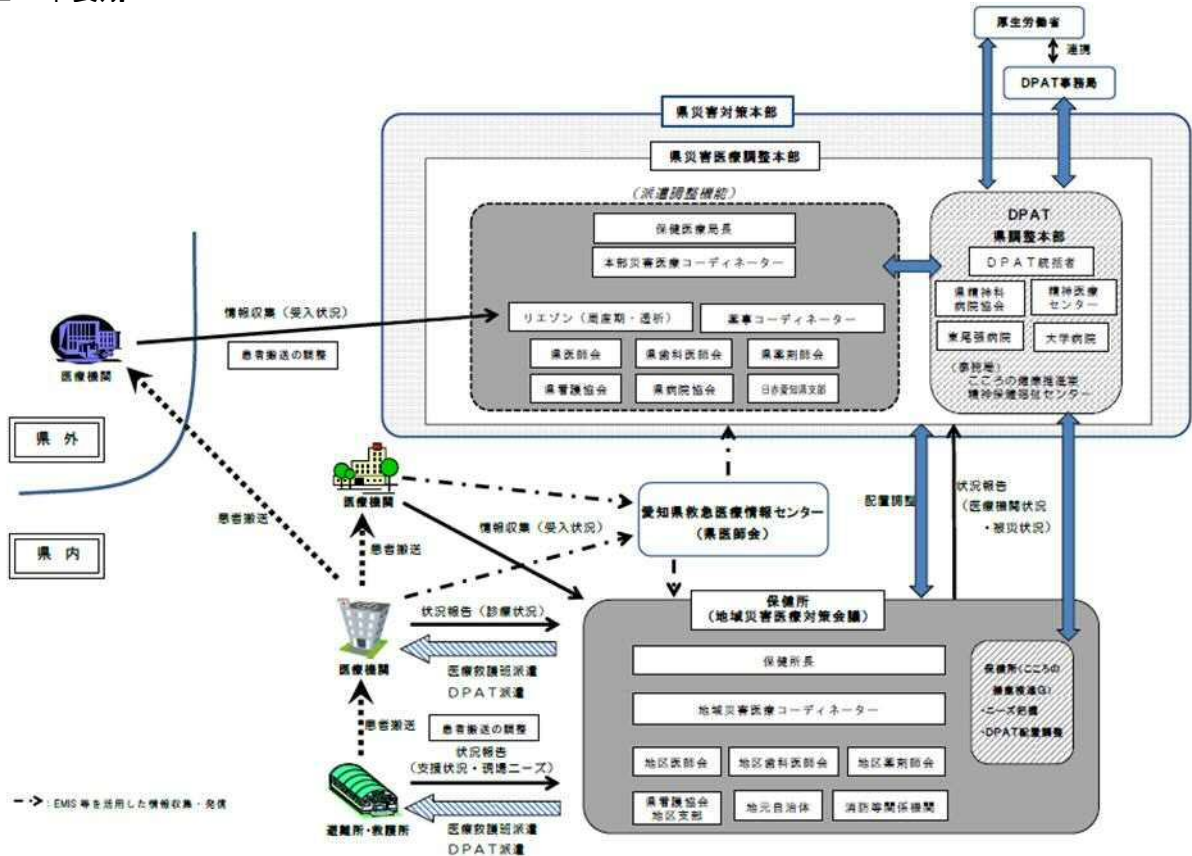 厚生労働省
連携
DPAT事務局
県災害対策本部
県災害医療調整本部
(派遣調整機能)
保健医療局長
本部災害医療コーディネーター
リエゾン(周産期・透析)
薬事コーディネーター
県医師会
県歯科医師会
県薬剤師会
県看護協会
県病院協会
日赤愛知県支部
DPAT
県調整本部
DPAT統括者
県精神科
病院協会
精神医療
センター
東尾張病院
大学病院
(事務局)
こころの健康推進室
精神保健福祉センター
情報収集(受入状況)
患者搬送の調整
医療機関
県 外
県 内
患者搬送
医療機関
患者搬送
情報収集(受入状況)
愛知県救急医療情報センター
(県医師会)
配置調整
状況報告
(医療機関状況
・被災状況)
医療機関
状況報告(診療状況)
医療救護班派遣
DPAT派遣
患者搬送
患者搬送の調整
状況報告
(支援状況・現場ニーズ)
避難所・救護所
医療救護班派遣
DPAT派遣
保健所
(地域災害医療対策会議)
保健所長
地域災害医療コーディネーター
地区医師会
地区歯科医師会
地区薬剤師会
県看護協会
地区支部
地元自治体
消防等関係機関
保健所(こころの
健康推進G)
・ニーズ把握
・DPAT配置調整
:EMIS等を活用した情報収集・発信